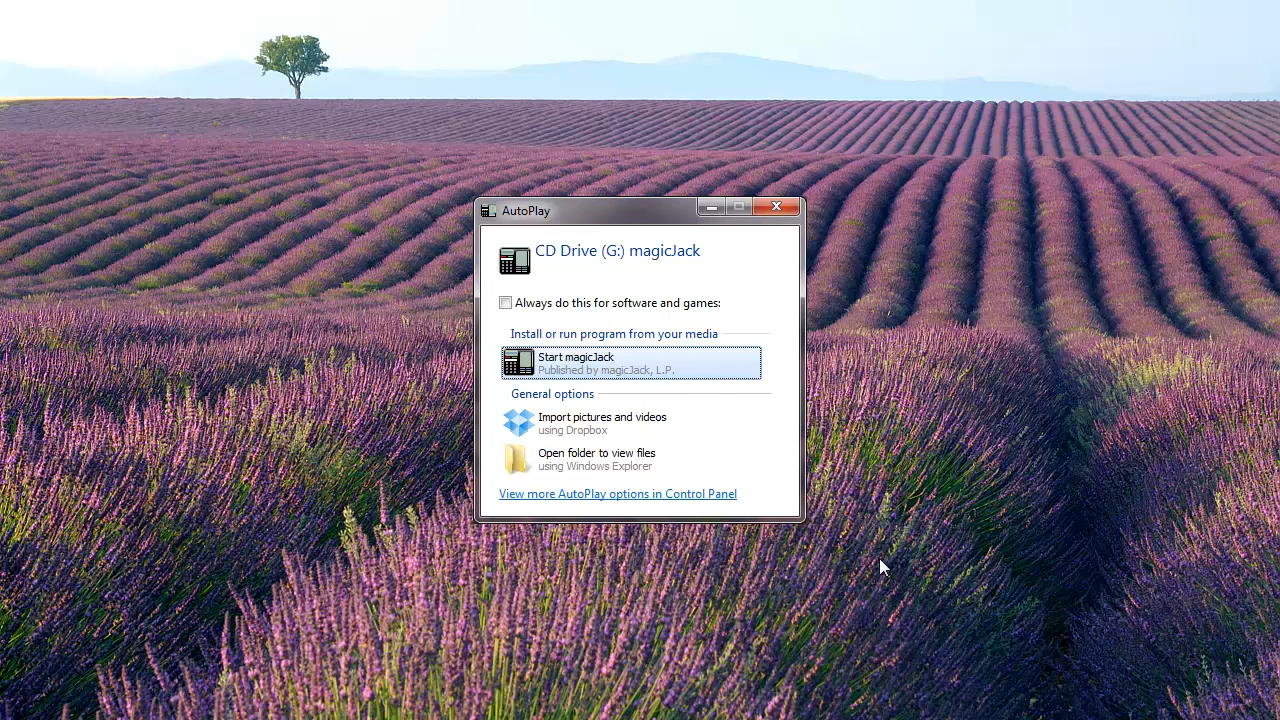 AutoPlay
CD Drive (G:) magicJack
Always do this for software and games:
Install or run program from your media
Start magicJack
Published by magicJack, L.P.
General options
Import pictures and videos
using Dropbox
Open folder to view files
using Windows Explorer
View more AutoPlay options in Control Panel